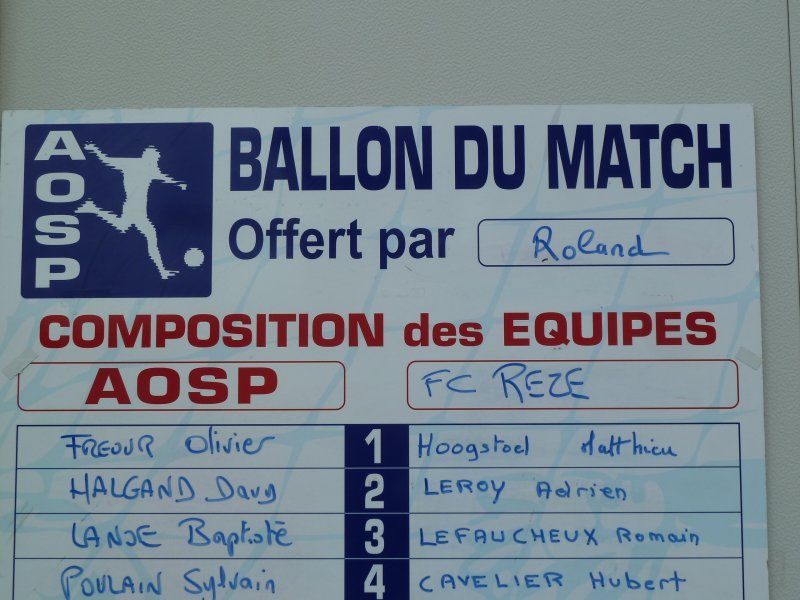 AOSP
BALLON DU MATCH
Offert par Roland
COMPOSITION des EQUIPES
AOSP FC REZE
FREOUR Olivier 1 Hoogstoel Matthieu
HALGAND Davy 2 LEROY Adrien
LANOE Baptiste 3 LEFAUCHEUX Romain
POULAIN Sylvain 4 CAVELIER Hubert